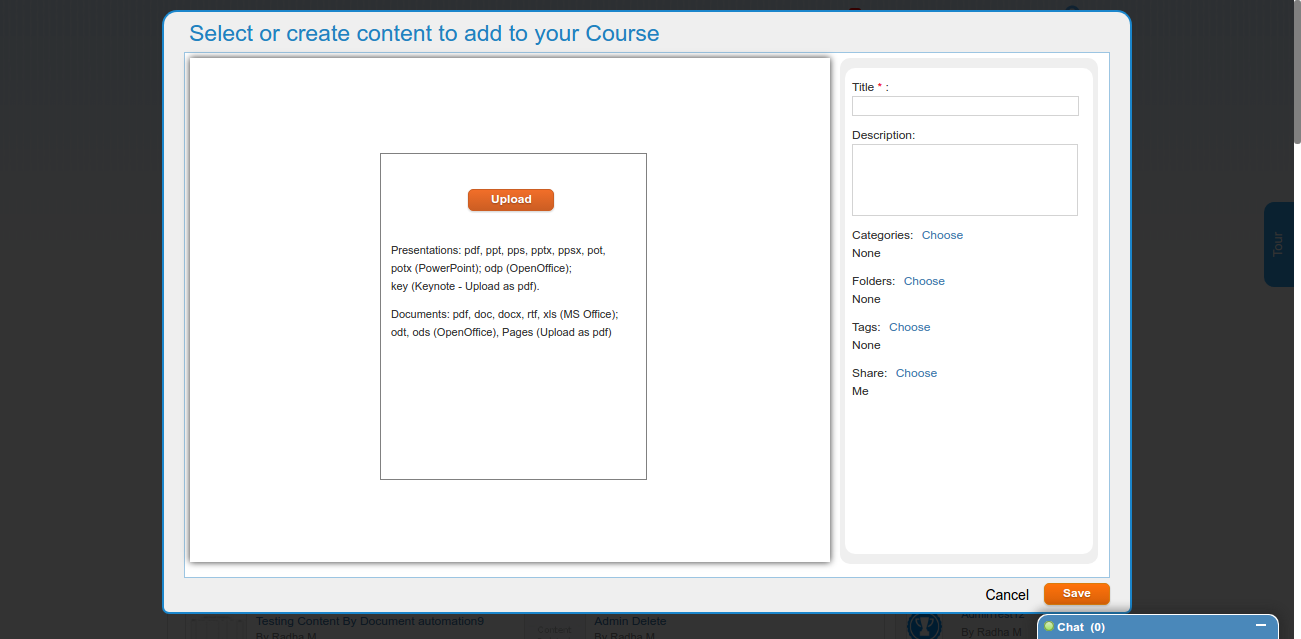 Select or create content to add to your Course
Title * :
Upload
Presentations: pdf, ppt, pps, pptx, ppsx, pot,
potx (PowerPoint); odp (OpenOffice);
key (Keynote - Upload as pdf).
Documents: pdf, doc, docx, rtf, xls (MS Office);
odt, ods (OpenOffice), Pages (Upload as pdf)
Description:
Categories: Choose
None
Folders: Choose
None
Tags: Choose
None
Share: Choose
Me
Tour
Cancel
Save
Testing Content By Document automation9
By Radha M
Content
Admin Delete
By Radha M
By Radha M
Chat (0)